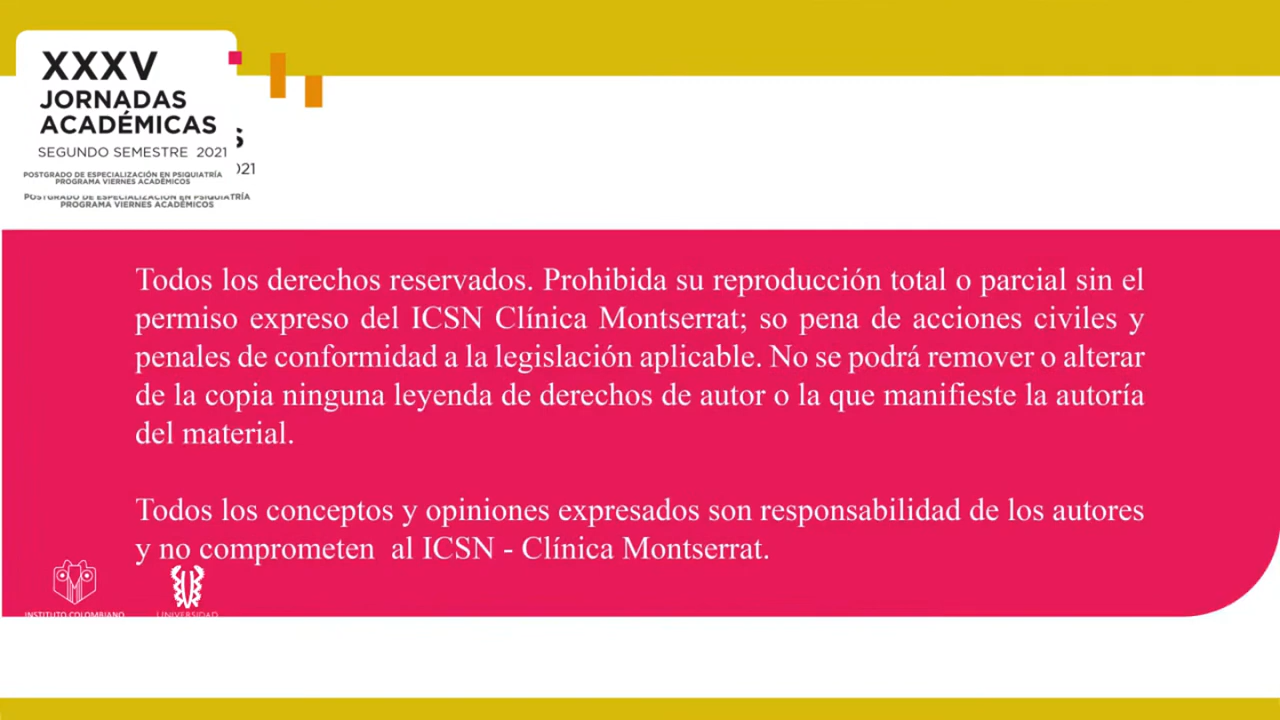 XXXV
JORNADAS
ACADÉMICAS
SEGUNDO SEMESTRE 2021
POSTGRADO DE ESPECIALIZACIÓN EN PSIQUIATRÍA
PROGRAMA VIERNES ACADÉMICOS
POSTGRADO DE ESPECIALIZACIÓN EN PSIQUIATRÍA
PROGRAMA VIERNES ACADÉMICOS
Todos los derechos reservados. Prohibida su reproducción total o parcial sin el
permiso expreso del ICSN Clínica Montserrat; so pena de acciones civiles y
penales de conformidad a la legislación aplicable. No se podrá remover o alterar
de la copia ninguna leyenda de derechos de autor o la que manifieste la autoría
del material.
Todos los conceptos y opiniones expresados son responsabilidad de los autores
y no comprometen al ICSN - Clínica Montserrat.
INSTITUTO COLOMBIANO
UNIVERSIDAD